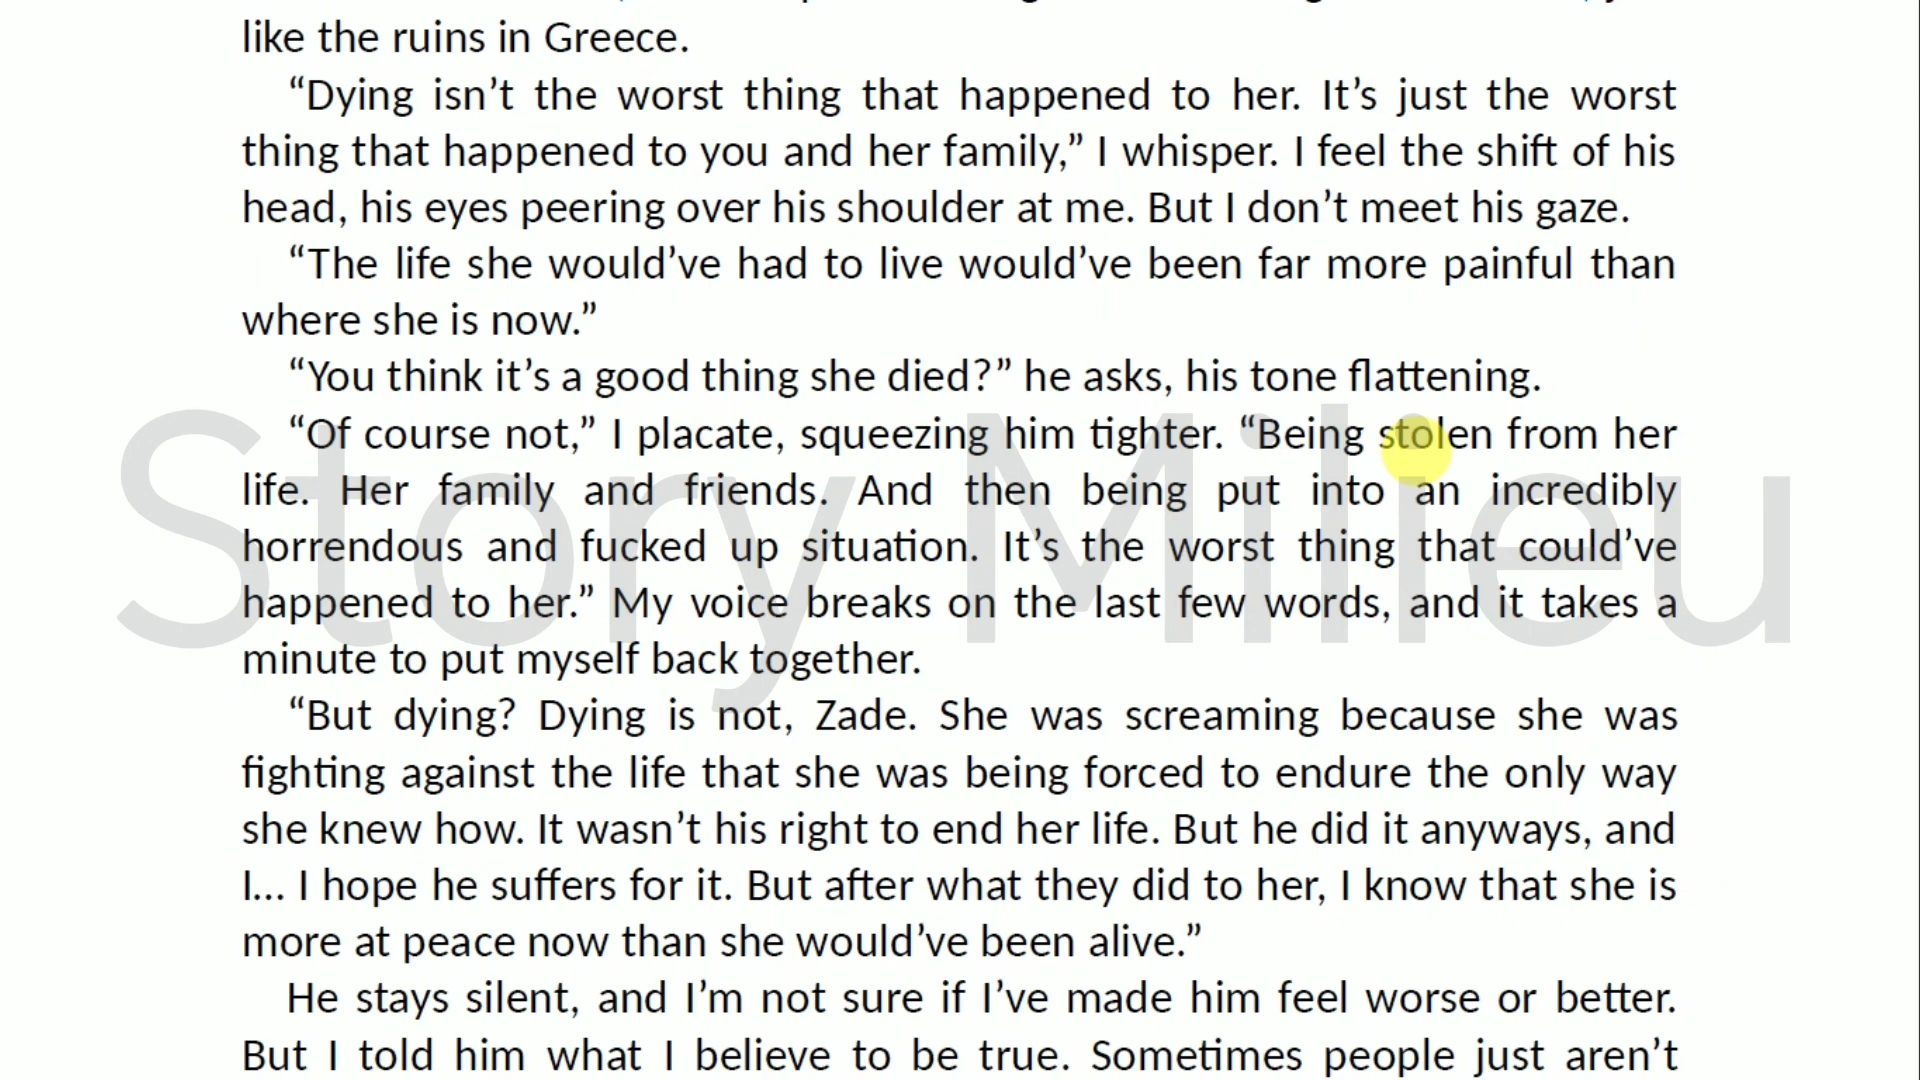 like the ruins in Greece.
“Dying isn’t the worst thing that happened to her. It’s just the worst
thing that happened to you and her family,” I whisper. I feel the shift of his
head, his eyes peering over his shoulder at me. But I don’t meet his gaze.
“The life she would’ve had to live would’ve been far more painful than
where she is now.”
“You think it’s a good thing she died?” he asks, his tone flattening.
“Of course not,” I placate, squeezing him tighter. “Being stolen from her
life. Her family and friends. And then being put into an incredibly
horrendous and fucked up situation. It’s the worst thing that could’ve
happened to her.” My voice breaks on the last few words, and it takes a
minute to put myself back together.
“But dying? Dying is not, Zade. She was screaming because she was
fighting against the life that she was being forced to endure the only way
she knew how. It wasn’t his right to end her life. But he did it anyways, and
I... I hope he suffers for it. But after what they did to her, I know that she is
more at peace now than she would’ve been alive.”
He stays silent, and I’m not sure if I’ve made him feel worse or better.
But I told him what I believe to be true. Sometimes people just aren’t
Story Milieu